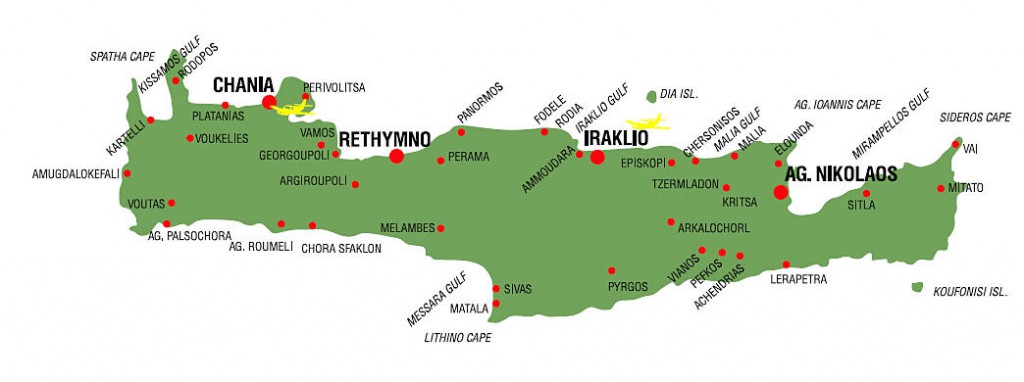 SPATHA CAPE
KISSAMOS GULF
RODOPOS
CHANIA
PERIVOLITSA
PLATANIAS
KARTELLI
VOUKELIES
VAMOS
GEORGOUPOLI
RETHYMNO
PANORMOS
PERAMA
FODELE
RODIA
IRAKLIO GULF
AMMOUDARA
IRAKLIO
DIA ISL.
EPISKOPI
CHERSONISOS
MALIA GULF
MALIA
AG. IOANNIS CAPE
ELOUNDA
MIRAMPELLOS GULF
SIDEROS CAPE
VAI
AMUGDALOKEFALI
ARGIROUPOLI
TZERMLADON
KRITSA
AG. NIKOLAOS
SITLA
MITATO
VOUTAS
AG, PALSOCHORA
AG. ROUMELI
CHORA SFAKLON
MELAMBES
ARKALOCHORL
VIANOS
PEFKOS
ACHENDRIAS
LERAPETRA
PYRGOS
MESSARA GULF
SIVAS
MATALA
LITHINO CAPE
KOUFONISI ISL.